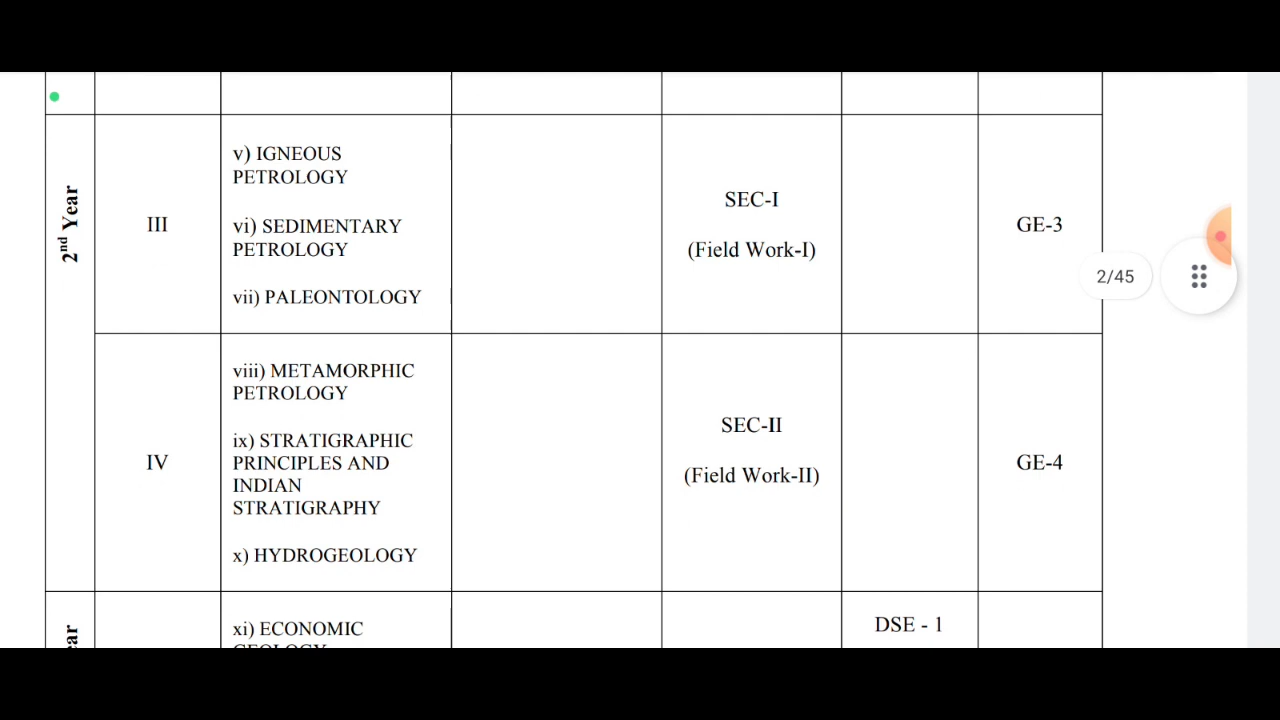 2nd Year
III
v) IGNEOUS
PETROLOGY
vi) SEDIMENTARY
PETROLOGY
vii) PALEONTOLOGY
SEC-I
(Field Work-I)
GE-3
2/45
IV
viii) METAMORPHIC
PETROLOGY
ix) STRATIGRAPHIC
PRINCIPLES AND
INDIAN
STRATIGRAPHY
x) HYDROGEOLOGY
SEC-II
(Field Work-II)
GE-4
xi) ECONOMIC
DSE - 1